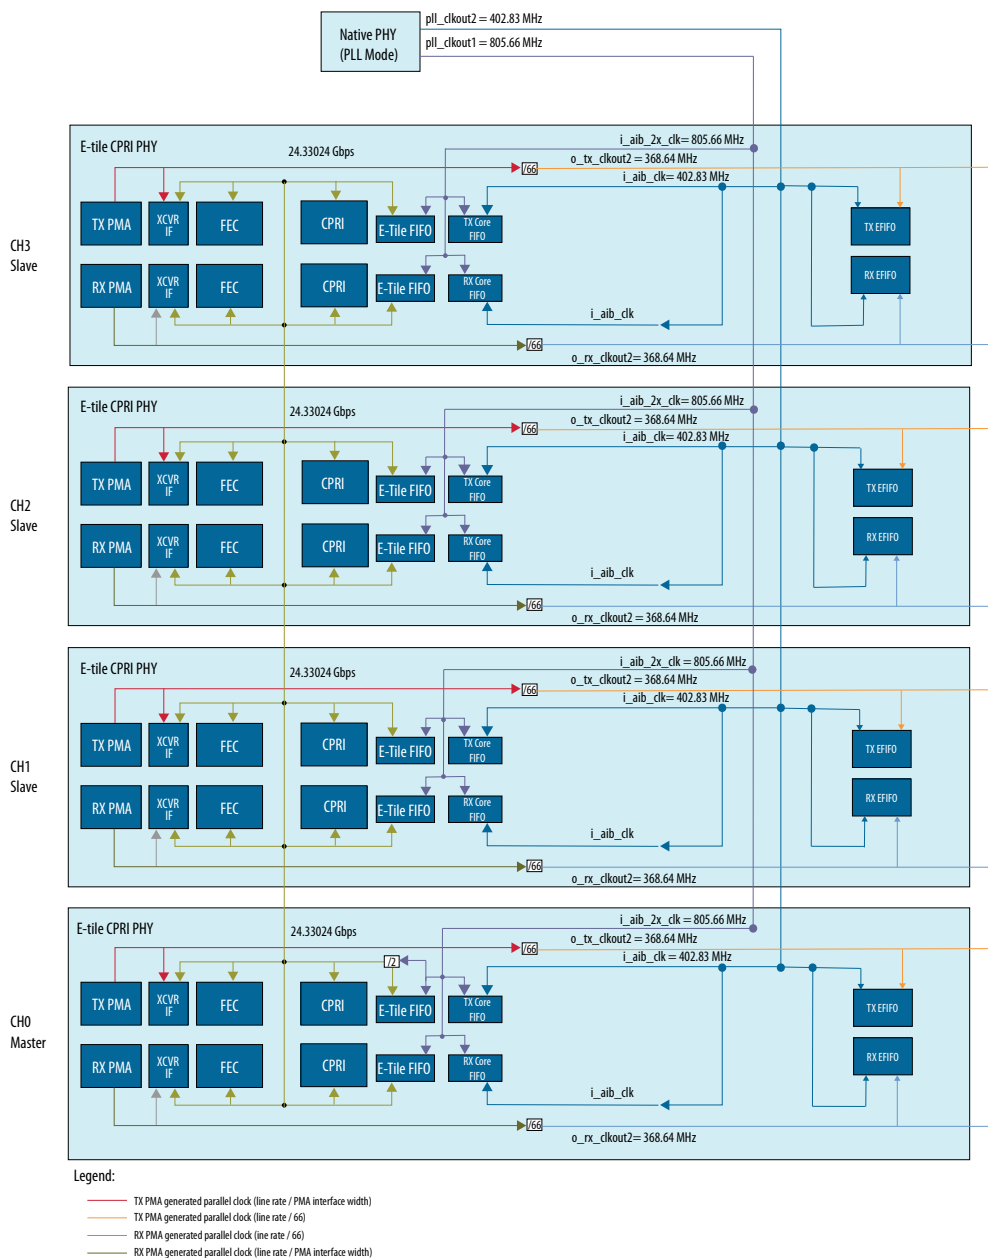 pll_clkout2 = 402.83 MHz
Native PHY
(PLL Mode)
pll_clkout1 = 805.66 MHz
E-tile CPRI PHY
24.33024 Gbps
i_aib_2x_clk= 805.66 MHz
o_tx_clkout2 = 368.64 MHz
/66
i_aib_clk= 402.83 MHz
CH3
Slave
TX PMA
XCVR
IF
FEC
CPRI
E-Tile FIFO
TX Core
FIFO
TX EFIFO
RX PMA
XCVR
IF
FEC
CPRI
E-Tile FIFO
RX Core
FIFO
RX EFIFO
i_aib_clk
/66
o_rx_clkout2= 368.64 MHz
E-tile CPRI PHY
24.33024 Gbps
i_aib_2x_clk= 805.66 MHz
o_tx_clkout2 = 368.64 MHz
/66
i_aib_clk= 402.83 MHz
CH2
Slave
TX PMA
XCVR
IF
FEC
CPRI
E-Tile FIFO
TX Core
FIFO
TX EFIFO
RX PMA
XCVR
IF
FEC
CPRI
E-Tile FIFO
RX Core
FIFO
RX EFIFO
i_aib_clk
/66
o_rx_clkout2= 368.64 MHz
E-tile CPRI PHY
24.33024 Gbps
i_aib_2x_clk = 805.66 MHz
o_tx_clkout2 = 368.64 MHz
/66
i_aib_clk= 402.83 MHz
CH1
Slave
TX PMA
XCVR
IF
FEC
CPRI
E-Tile FIFO
TX Core
FIFO
TX EFIFO
RX PMA
XCVR
IF
FEC
CPRI
E-Tile FIFO
RX Core
FIFO
RX EFIFO
i_aib_clk
/66
o_rx_clkout2= 368.64 MHz
E-tile CPRI PHY
24.33024 Gbps
i_aib_2x_clk = 805.66 MHz
o_tx_clkout2 = 368.64 MHz
/66
i_aib_clk = 402.83 MHz
/2
CH0
Master
TX PMA
XCVR
IF
FEC
CPRI
E-Tile FIFO
TX Core
FIFO
TX EFIFO
RX PMA
XCVR
IF
FEC
CPRI
E-Tile FIFO
RX Core
FIFO
RX EFIFO
i_aib_clk
/66
o_rx_clkout2= 368.64 MHz
Legend:
TX PMA generated parallel clock (line rate / PMA interface width)
TX PMA generated parallel clock (line rate / 66)
RX PMA generated parallel clock (ine rate / 66)
RX PMA generated parallel clock (line rate / PMA interface width)